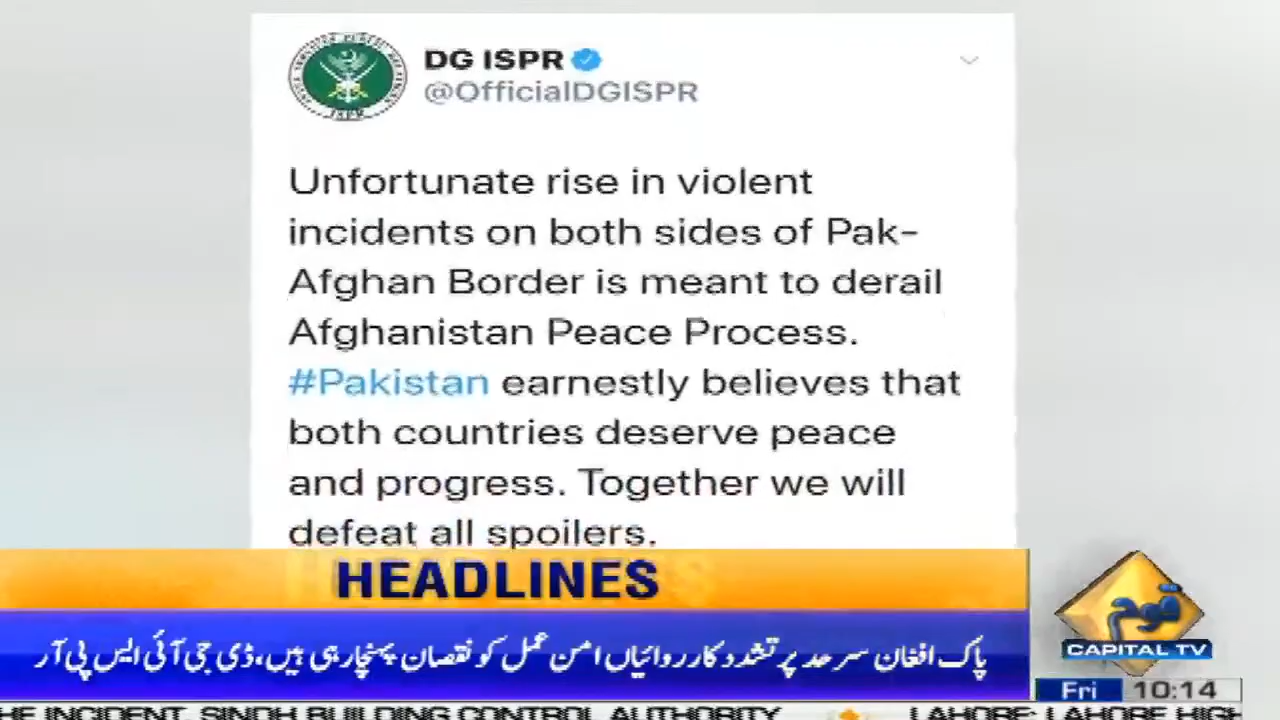 DG ISPR
@OfficialDGISPR
Unfortunate rise in violent
incidents on both sides of Pak-
Afghan Border is meant to derail
Afghanistan Peace Process.
#Pakistan earnestly believes that
both countries deserve peace
and progress. Together we will
defeat all spoilers.
HEADLINES
پاک افغان سرحد پر تشدد کارروائیاں امن عمل کو نقصان پہنچا رہی ہیں، ڈی جی آئی ایس پی آر
قوم
CAPITAL TV
Fri 10:14
HE INCIDENT, SINDH BUILDING CONTROL AUTHORITY LAHORE: LAHORE HIGH